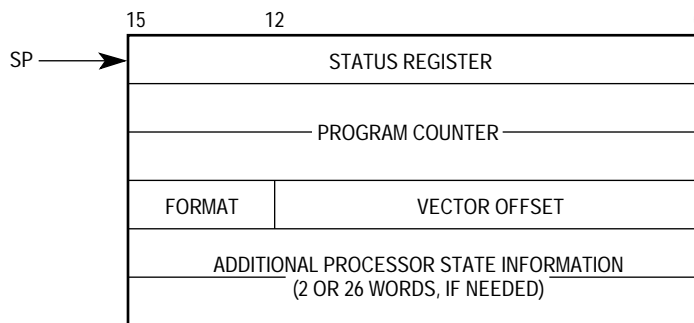 15 12
SP STATUS REGISTER
PROGRAM COUNTER
FORMAT VECTOR OFFSET
ADDITIONAL PROCESSOR STATE INFORMATION
(2 OR 26 WORDS, IF NEEDED)